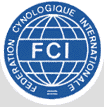 FEDERATION CYNOLOGIQUE INTERNATIONALE
FCI